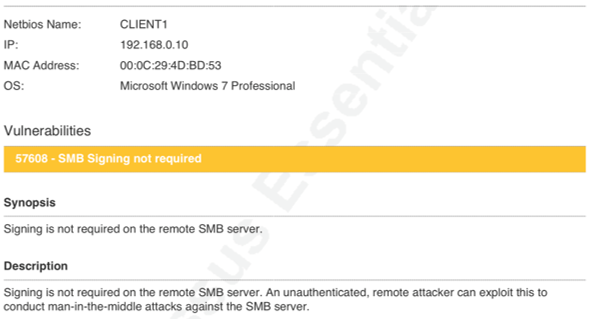 Netbios Name: CLIENT1
IP: 192.168.0.10
MAC Address: 00:0C:29:4D:BD:53
OS: Microsoft Windows 7 Professional
Vulnerabilities
57608 - SMB Signing not required
Synopsis
Signing is not required on the remote SMB server.
Description
Signing is not required on the remote SMB server. An unauthenticated, remote attacker can exploit this to
conduct man-in-the-middle attacks against the SMB server.